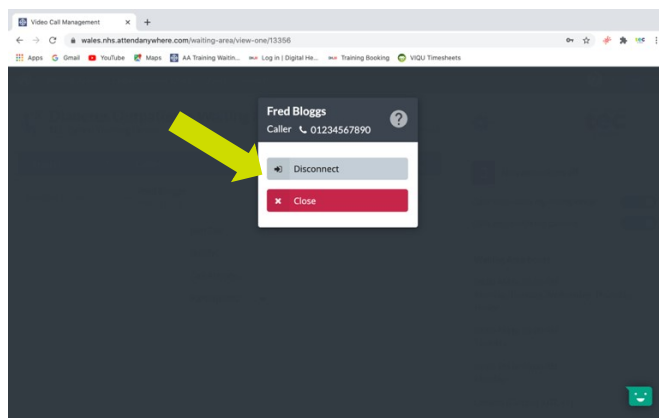 Video Call Management
wales.nhs.attendanywhere.com/waiting-area/view-one/13356
Apps Gmail YouTube Maps AA Training Waitin... Log in | Digital He... Training Booking VIQU Timesheets
Fred Bloggs
Caller 01234567890
?
Disconnect
Close